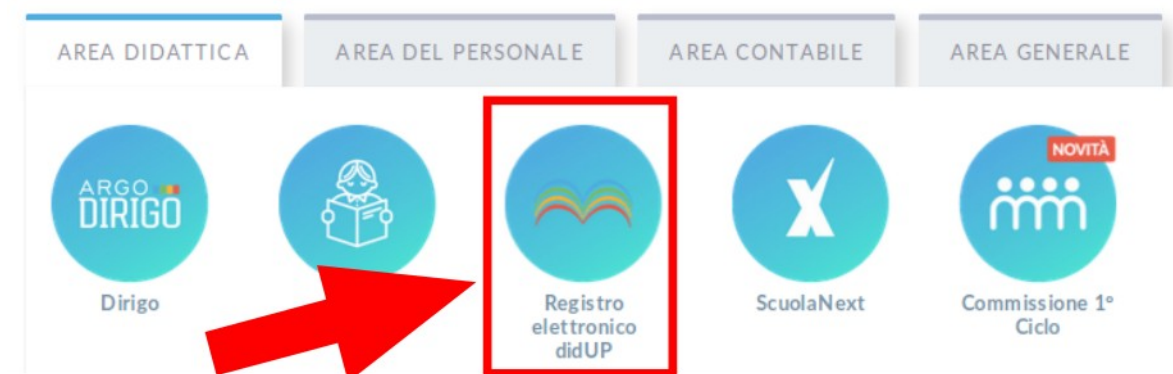 AREA DIDATTICA
AREA DEL PERSONALE
AREA CONTABILE
AREA GENERALE
ARGO
DIRIGO
NOVITÀ
Dirigo
Registro
elettronico
didUP
ScuolaNext
Commissione 1°
Ciclo